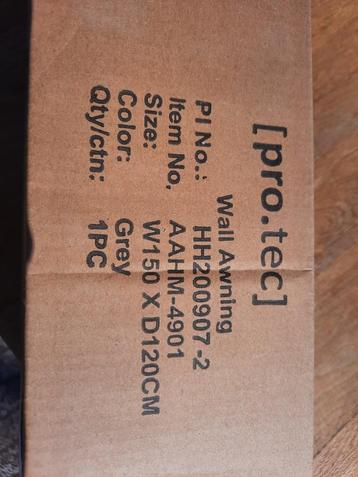 [pro.tec]
Wall Awning
PI No.: HH200907-2
Item No. AAHM-4901
Size: W150 X D120CM
Color: Grey
Qty/ctn: 1PC